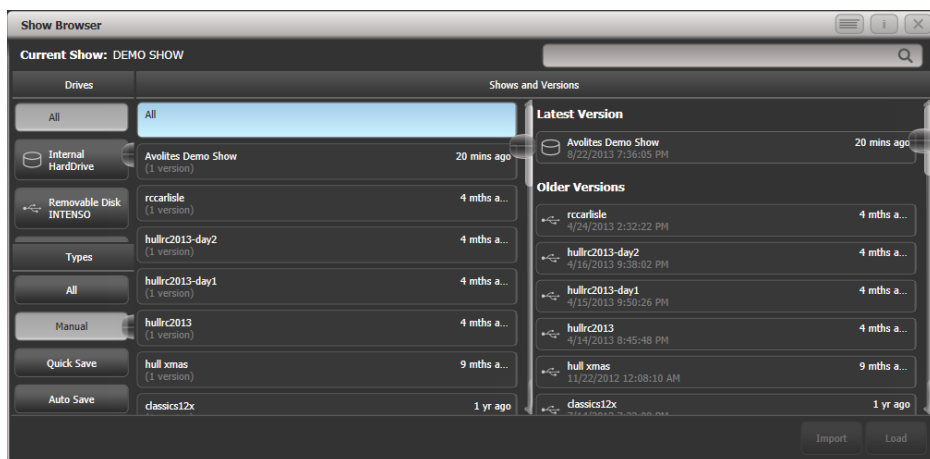 Show Browser
Current Show: DEMO SHOW
Drives
Shows and Versions
All
Internal
HardDrive
Removable Disk
INTENSO
Types
All
Manual
Quick Save
Auto Save
All
Avolites Demo Show 20 mins ago
(1 version)
rccarlisle 4 mths a...
(1 version)
hullrc2013-day2 4 mths a...
(1 version)
hullrc2013-day1 4 mths a...
(1 version)
hullrc2013 4 mths a...
(1 version)
hull xmas 9 mths a...
(1 version)
classics12x 1 yr ago
Latest Version
Avolites Demo Show 20 mins ago
8/22/2013 7:36:05 PM
Older Versions
rccarlisle 4 mths a...
4/24/2013 2:32:22 PM
hullrc2013-day2 4 mths a...
4/16/2013 9:38:02 PM
hullrc2013-day1 4 mths a...
4/15/2013 9:50:26 PM
hullrc2013 4 mths a...
4/14/2013 8:45:48 PM
hull xmas 9 mths a...
11/22/2012 12:08:10 AM
classics12x 1 yr ago
Import Load